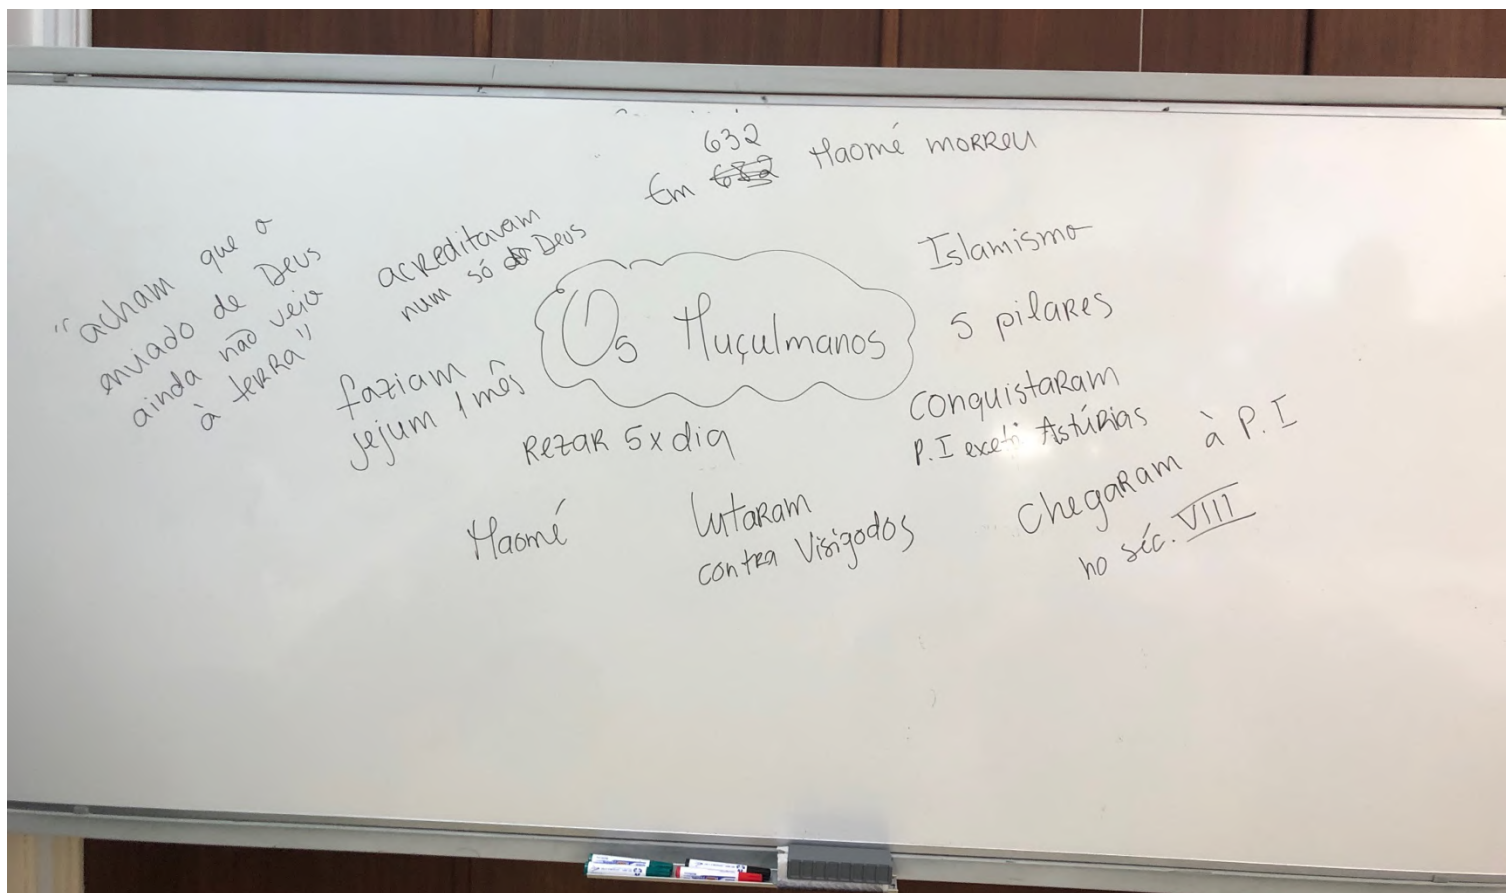 632
Em 632 Maomé morreu
"acham que o
enviado de Deus
ainda não veio
à terra"
acreditavam
num só Deus
faziam
jejum 1 mês
Os Muçulmanos
Islamismo
5 pilares
Conquistaram
P.I exceto Astúrias
Rezar 5x dia
Maomé
lutaram
contra Visigodos
Chegaram à P.I
no séc. VIII